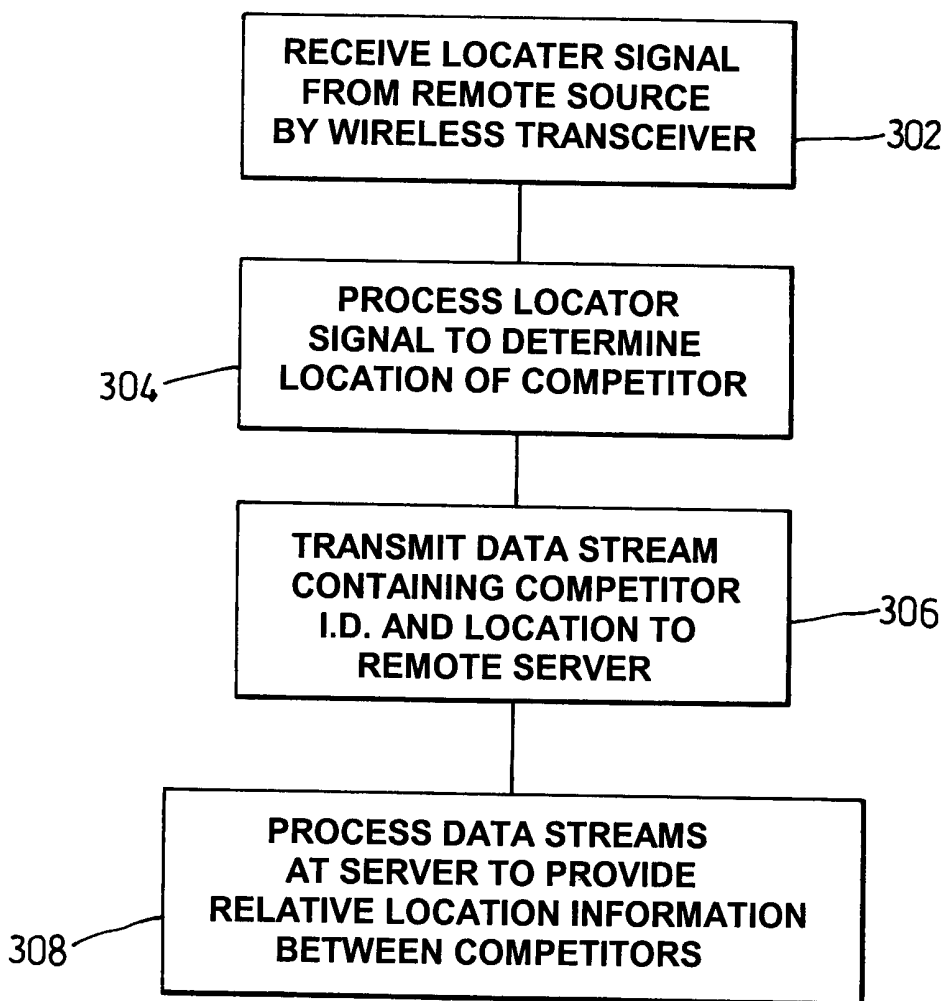 RECEIVE LOCATER SIGNAL
FROM REMOTE SOURCE
BY WIRELESS TRANSCEIVER
302
PROCESS LOCATOR
SIGNAL TO DETERMINE
LOCATION OF COMPETITOR
304
TRANSMIT DATA STREAM
CONTAINING COMPETITOR
I.D. AND LOCATION TO
REMOTE SERVER
306
PROCESS DATA STREAMS
AT SERVER TO PROVIDE
RELATIVE LOCATION INFORMATION
BETWEEN COMPETITORS
308